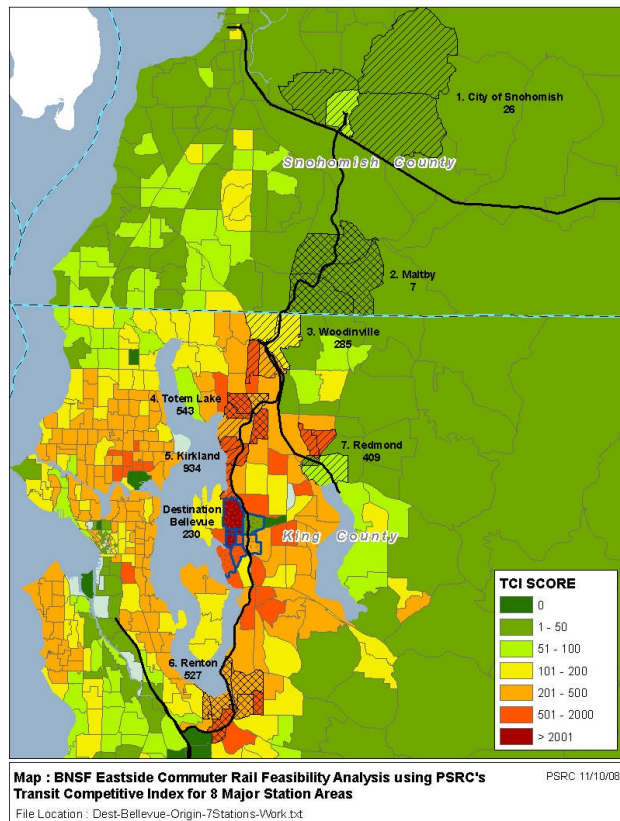 1. City of Snohomish
26
Snohomish County
2. Maltby
7
3. Woodinville
285
4. Totem Lake
543
7. Redmond
409
5. Kirkland
934
Destination
Bellevue
230
King County
6. Renton
527
TCI SCORE
0
1 - 50
51 - 100
101 - 200
201 - 500
501 - 2000
> 2001
Map : BNSF Eastside Commuter Rail Feasibility Analysis using PSRC's
Transit Competitive Index for 8 Major Station Areas
PSRC 11/10/08
File Location : Dest-Bellevue-Origin-7Stations-Work.txt